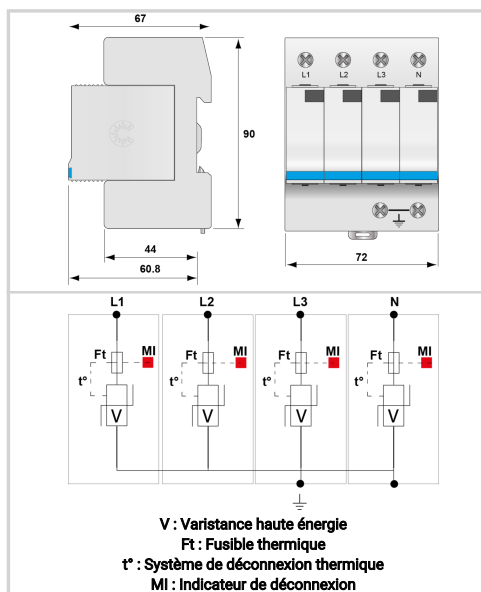 67
L1 L2 L3 N
90
44
60.8
72
L1 L2 L3 N
Ft MI Ft MI Ft MI Ft MI
t° t° t° t°
V V V V
V : Varistance haute énergie
Ft : Fusible thermique
t° : Système de déconnexion thermique
MI : Indicateur de déconnexion